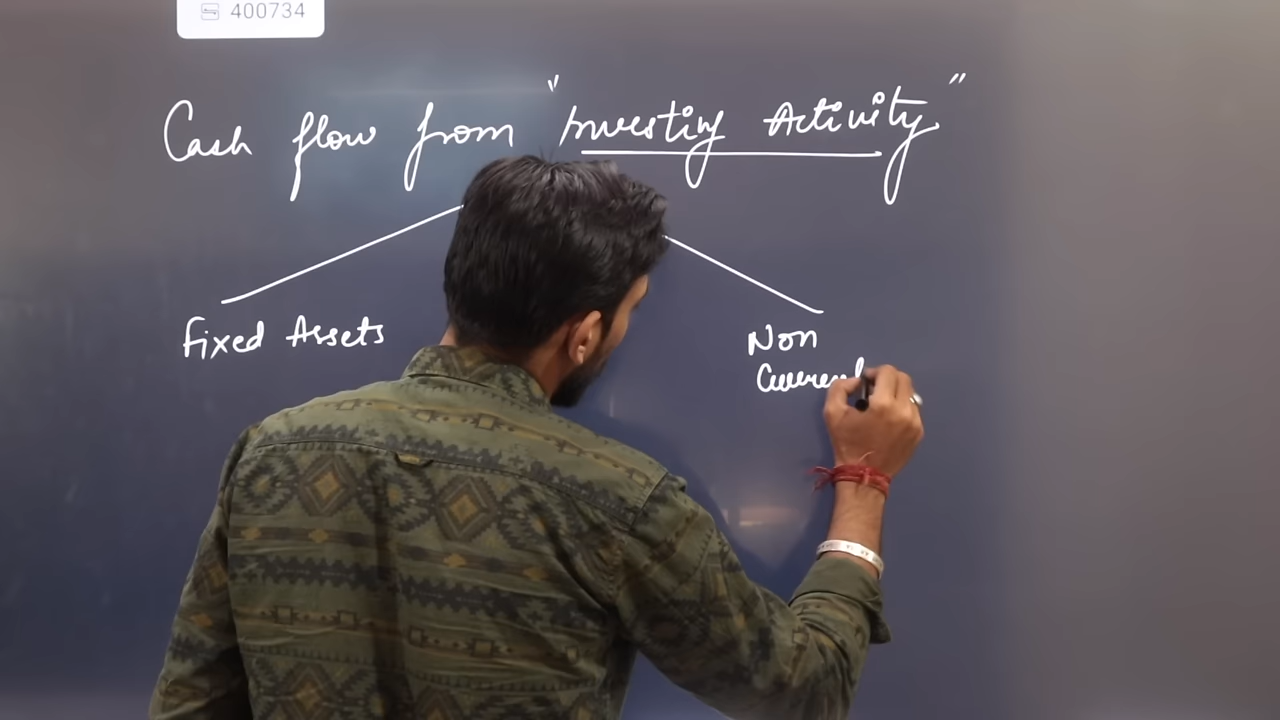 400734
Cash flow from "Investing Activity"
Fixed Assets
Non
Current